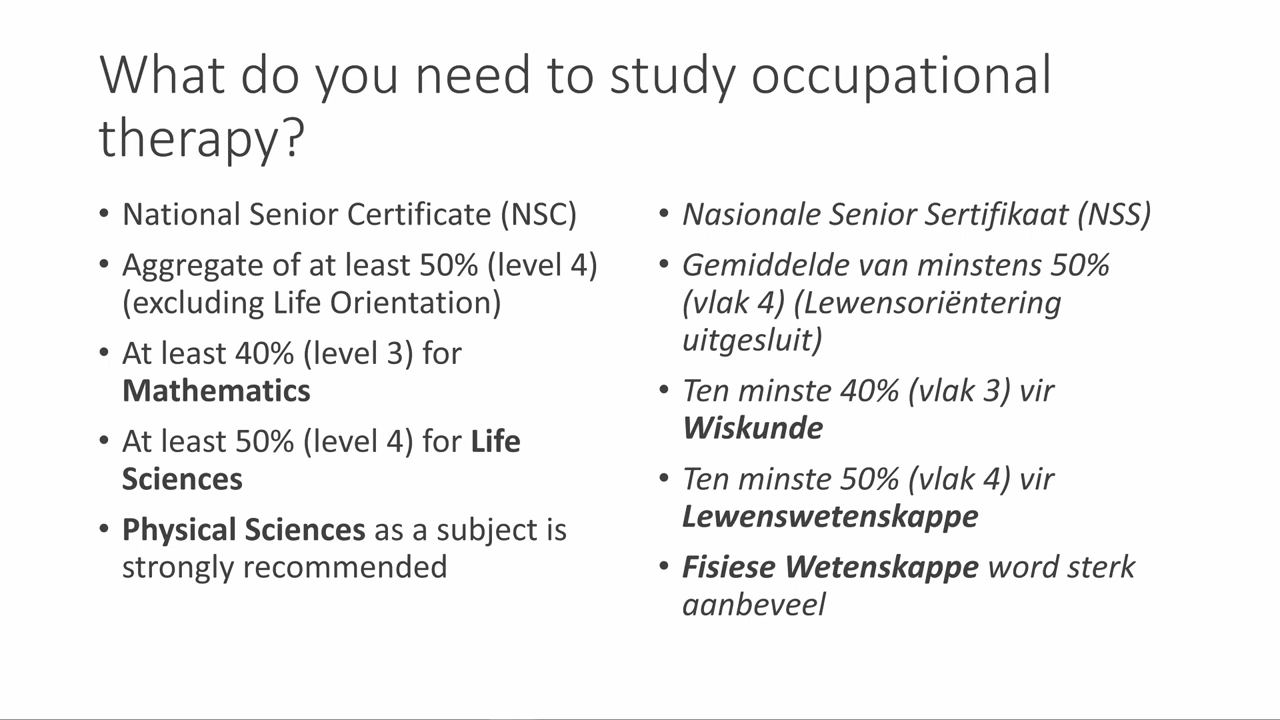 What do you need to study occupational
therapy?
• National Senior Certificate (NSC)
• Aggregate of at least 50% (level 4)
(excluding Life Orientation)
• At least 40% (level 3) for
Mathematics
• At least 50% (level 4) for Life
Sciences
• Physical Sciences as a subject is
strongly recommended
• Nasionale Senior Sertifikaat (NSS)
• Gemiddelde van minstens 50%
(vlak 4) (Lewensoriëntering
uitgesluit)
• Ten minste 40% (vlak 3) vir
Wiskunde
• Ten minste 50% (vlak 4) vir
Lewenswetenskappe
• Fisiese Wetenskappe word sterk
aanbeveel